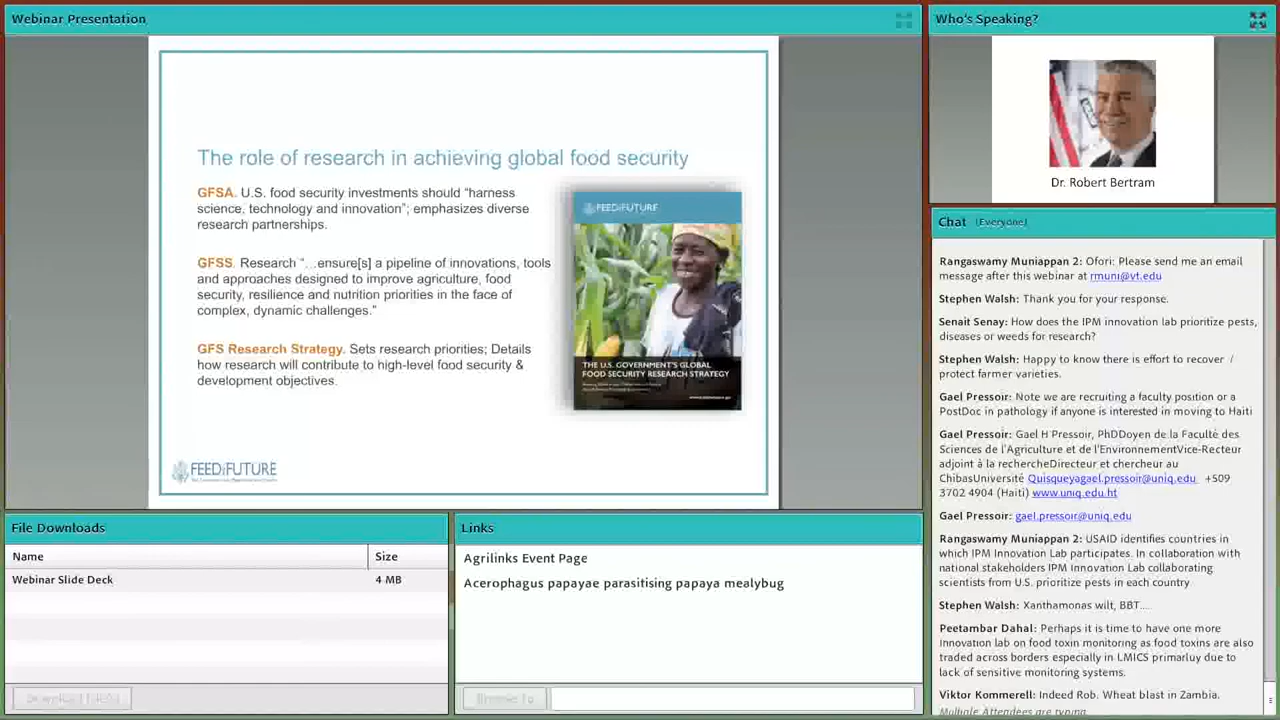 Webinar Presentation
The role of research in achieving global food security
GFSA. U.S. food security investments should “harness
science, technology and innovation”; emphasizes diverse
research partnerships.
GFSS. Research “…ensure[s] a pipeline of innovations, tools
and approaches designed to improve agriculture, food
security, resilience and nutrition priorities in the face of
complex, dynamic challenges.”
GFS Research Strategy. Sets research priorities; Details
how research will contribute to high-level food security &
development objectives.
FEED THE FUTURE
THE U.S. GOVERNMENT'S GLOBAL
FOOD SECURITY RESEARCH STRATEGY
FEED THE FUTURE
Who's Speaking?
Dr. Robert Bertram
Chat (Everyone)
Rangaswamy Muniappan 2: Ofori: Please send me an email
message after this webinar at rmuni@vt.edu
Stephen Walsh: Thank you for your response.
Senait Senay: How does the IPM innovation lab prioritize pests,
diseases or weeds for research?
Stephen Walsh: Happy to know there is effort to recover /
protect farmer varieties.
Gael Pressoir: Note we are recruiting a faculty position or a
PostDoc in pathology if anyone is interested in moving to Haiti
Gael Pressoir: Gael H Pressoir, PhDDoyen de la Faculté des
Sciences de l'Agriculture et de l'EnvironnementVice-Recteur
adjoint à la rechercheDirecteur et chercheur au
ChibasUniversité Quisqueyagael.pressoir@uniq.edu +509
3702 4904 (Haiti) www.uniq.edu.ht
Gael Pressoir: gael.pressoir@uniq.edu
Rangaswamy Muniappan 2: USAID identifies countries in
which IPM Innovation Lab participates. In collaboration with
national stakeholders IPM Innovation Lab collaborating
scientists from U.S. prioritize pests in each country.
Stephen Walsh: Xanthamonas wilt, BBT....
Peetambar Dahal: Perhaps it is time to have one more
innovation lab on food toxin monitoring as food toxins are also
traded across borders especially in LMICS primarluy due to
lack of sensitive monitoring systems.
Viktor Kommerell: Indeed Rob. Wheat blast in Zambia.
Multiple Attendees are typing
File Downloads
Name Size
Webinar Slide Deck 4 MB
Links
Agrilinks Event Page
Acerophagus papayae parasitising papaya mealybug
Browse To